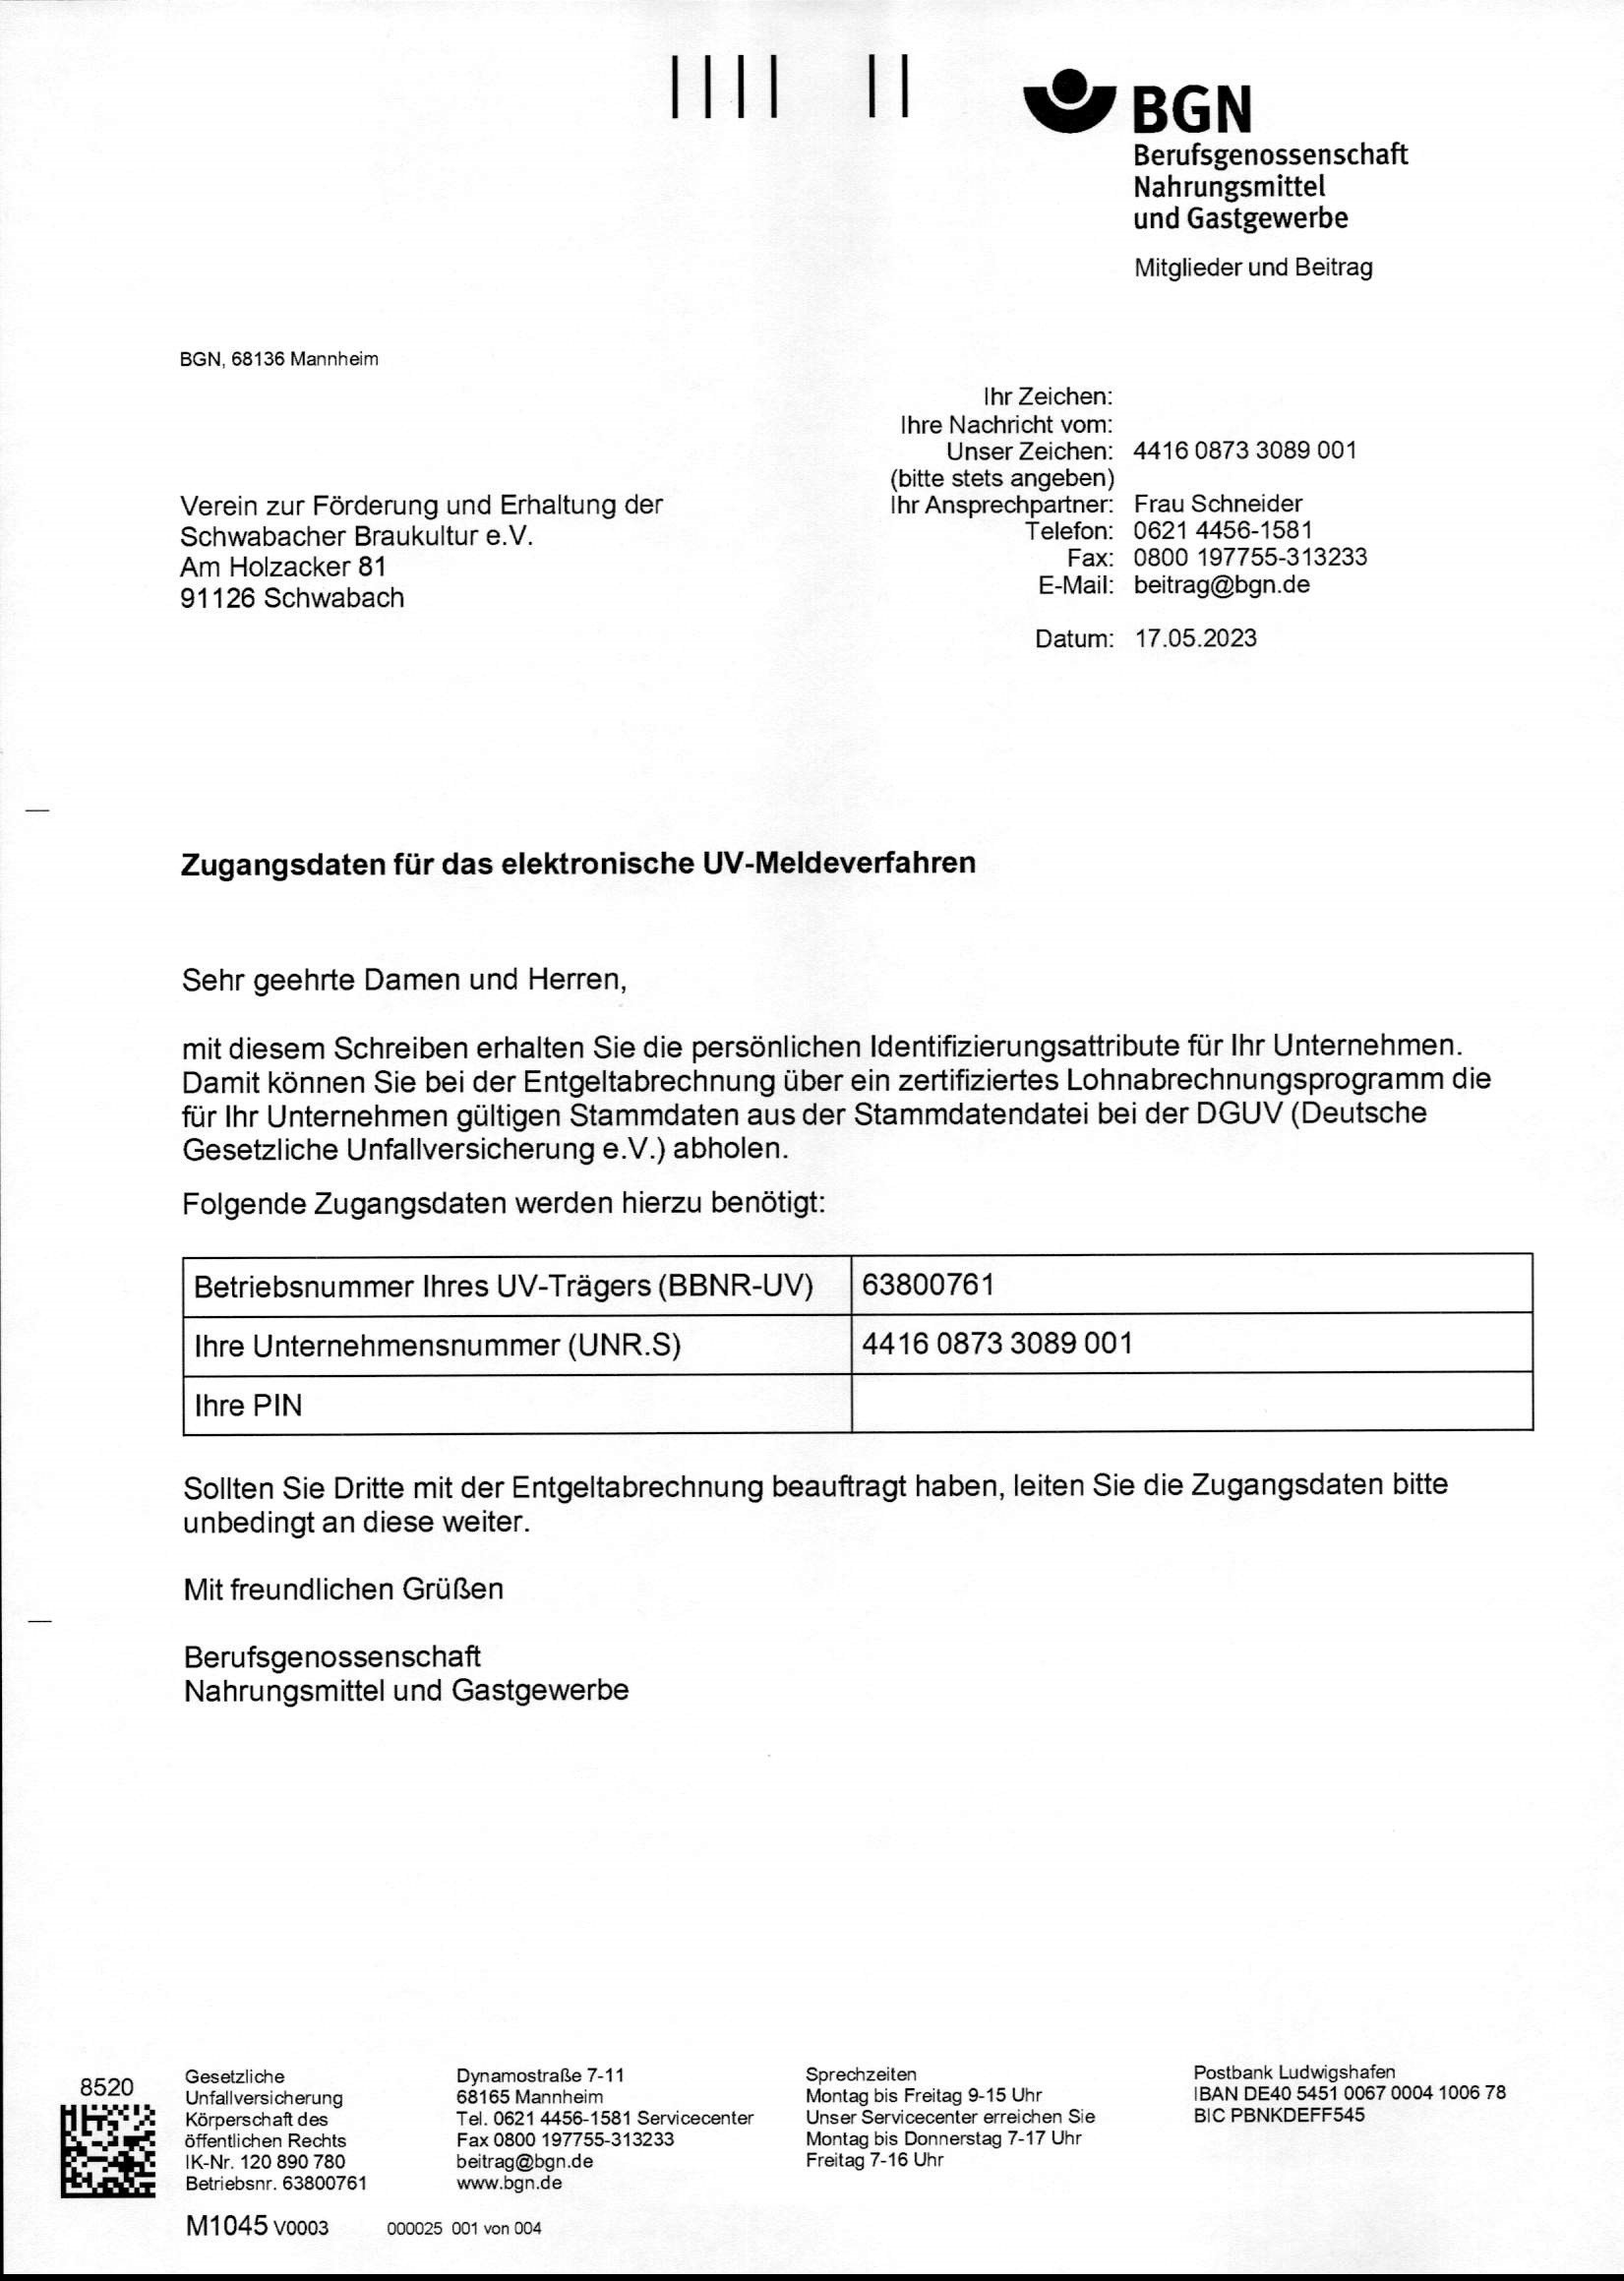 BGN
Berufsgenossenschaft
Nahrungsmittel
und Gastgewerbe
Mitglieder und Beitrag
BGN, 68136 Mannheim
Verein zur Förderung und Erhaltung der
Schwabacher Braukultur e.V.
Am Holzacker 81
91126 Schwabach
Ihr Zeichen:
Ihre Nachricht vom:
Unser Zeichen: 4416 0873 3089 001
(bitte stets angeben)
Ihr Ansprechpartner: Frau Schneider
Telefon: 0621 4456-1581
Fax: 0800 197755-313233
E-Mail: beitrag@bgn.de
Datum: 17.05.2023
Zugangsdaten für das elektronische UV-Meldeverfahren
Sehr geehrte Damen und Herren,
mit diesem Schreiben erhalten Sie die persönlichen Identifizierungsattribute für Ihr Unternehmen.
Damit können Sie bei der Entgeltabrechnung über ein zertifiziertes Lohnabrechnungsprogramm die
für Ihr Unternehmen gültigen Stammdaten aus der Stammdatendatei bei der DGUV (Deutsche
Gesetzliche Unfallversicherung e.V.) abholen.
Folgende Zugangsdaten werden hierzu benötigt:
Betriebsnummer Ihres UV-Trägers (BBNR-UV) 63800761
Ihre Unternehmensnummer (UNR.S) 4416 0873 3089 001
Ihre PIN
Sollten Sie Dritte mit der Entgeltabrechnung beauftragt haben, leiten Sie die Zugangsdaten bitte
unbedingt an diese weiter.
Mit freundlichen Grüßen
Berufsgenossenschaft
Nahrungsmittel und Gastgewerbe
8520
Gesetzliche
Unfallversicherung
Körperschaft des
öffentlichen Rechts
IK-Nr. 120 890 780
Betriebsnr. 63800761
Dynamostraße 7-11
68165 Mannheim
Tel. 0621 4456-1581 Servicecenter
Fax 0800 197755-313233
beitrag@bgn.de
www.bgn.de
Sprechzeiten
Montag bis Freitag 9-15 Uhr
Unser Servicecenter erreichen Sie
Montag bis Donnerstag 7-17 Uhr
Freitag 7-16 Uhr
Postbank Ludwigshafen
IBAN DE40 5451 0067 0004 1006 78
BIC PBNKDEFF545
M1045 V0003 000025 001 von 004